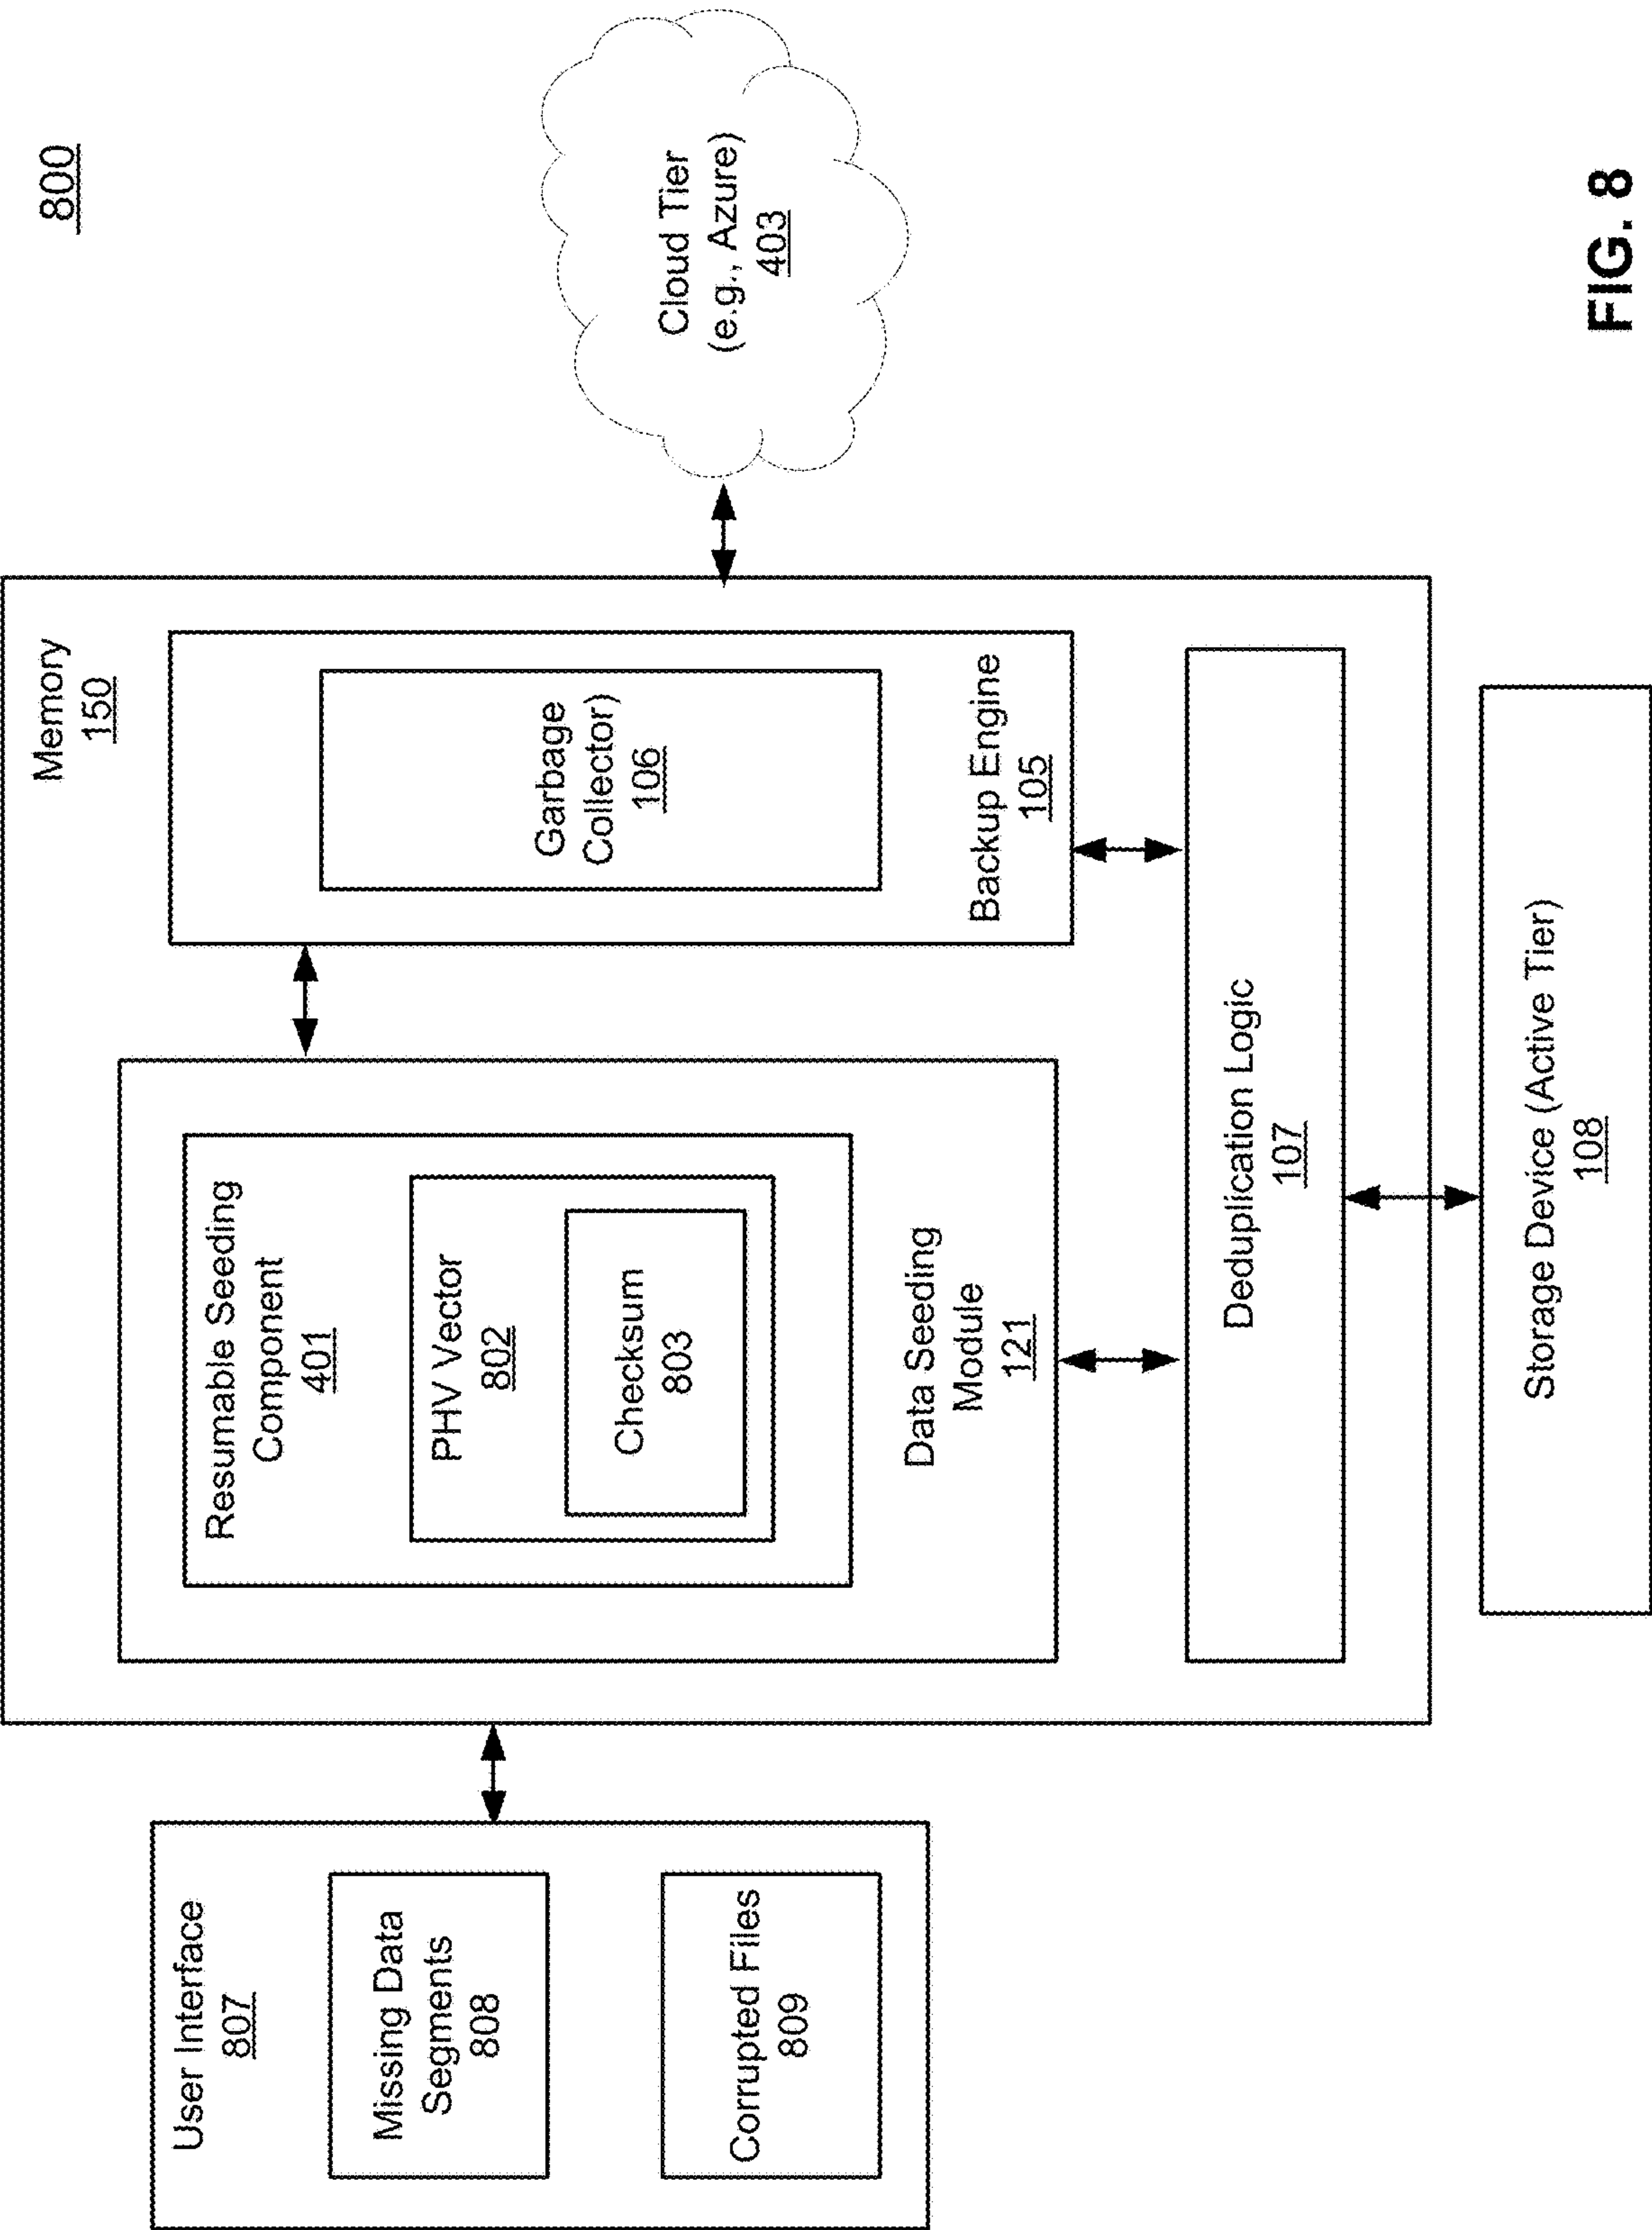 800
User Interface
807
Missing Data
Segments
808
Corrupted Files
809
Memory
150
Resumable Seeding
Component
401
PHV Vector
802
Checksum
803
Data Seeding
Module
121
Garbage
Collector)
106
Backup Engine
105
Deduplication Logic
107
Storage Device (Active Tier)
108
Cloud Tier
(e.g., Azure)
403
FIG. 8